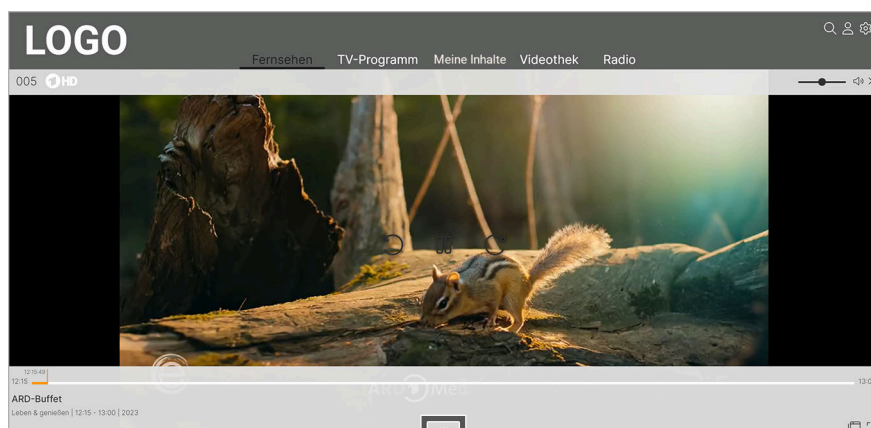 LOGO
Fernsehen TV-Programm Meine Inhalte Videothek Radio
005 HD
12:15:49
12:15
ARD-Buffet
Leben & genießen | 12:15 - 13:00 | 2023